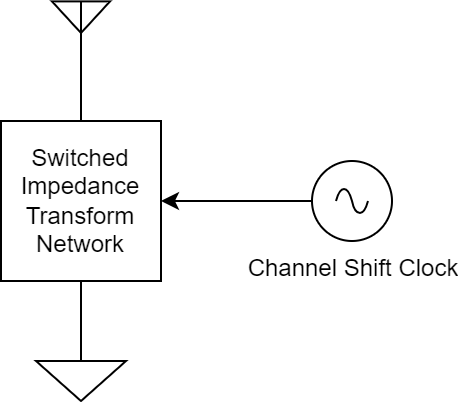 Switched
Impedance
Transform
Network
Channel Shift Clock